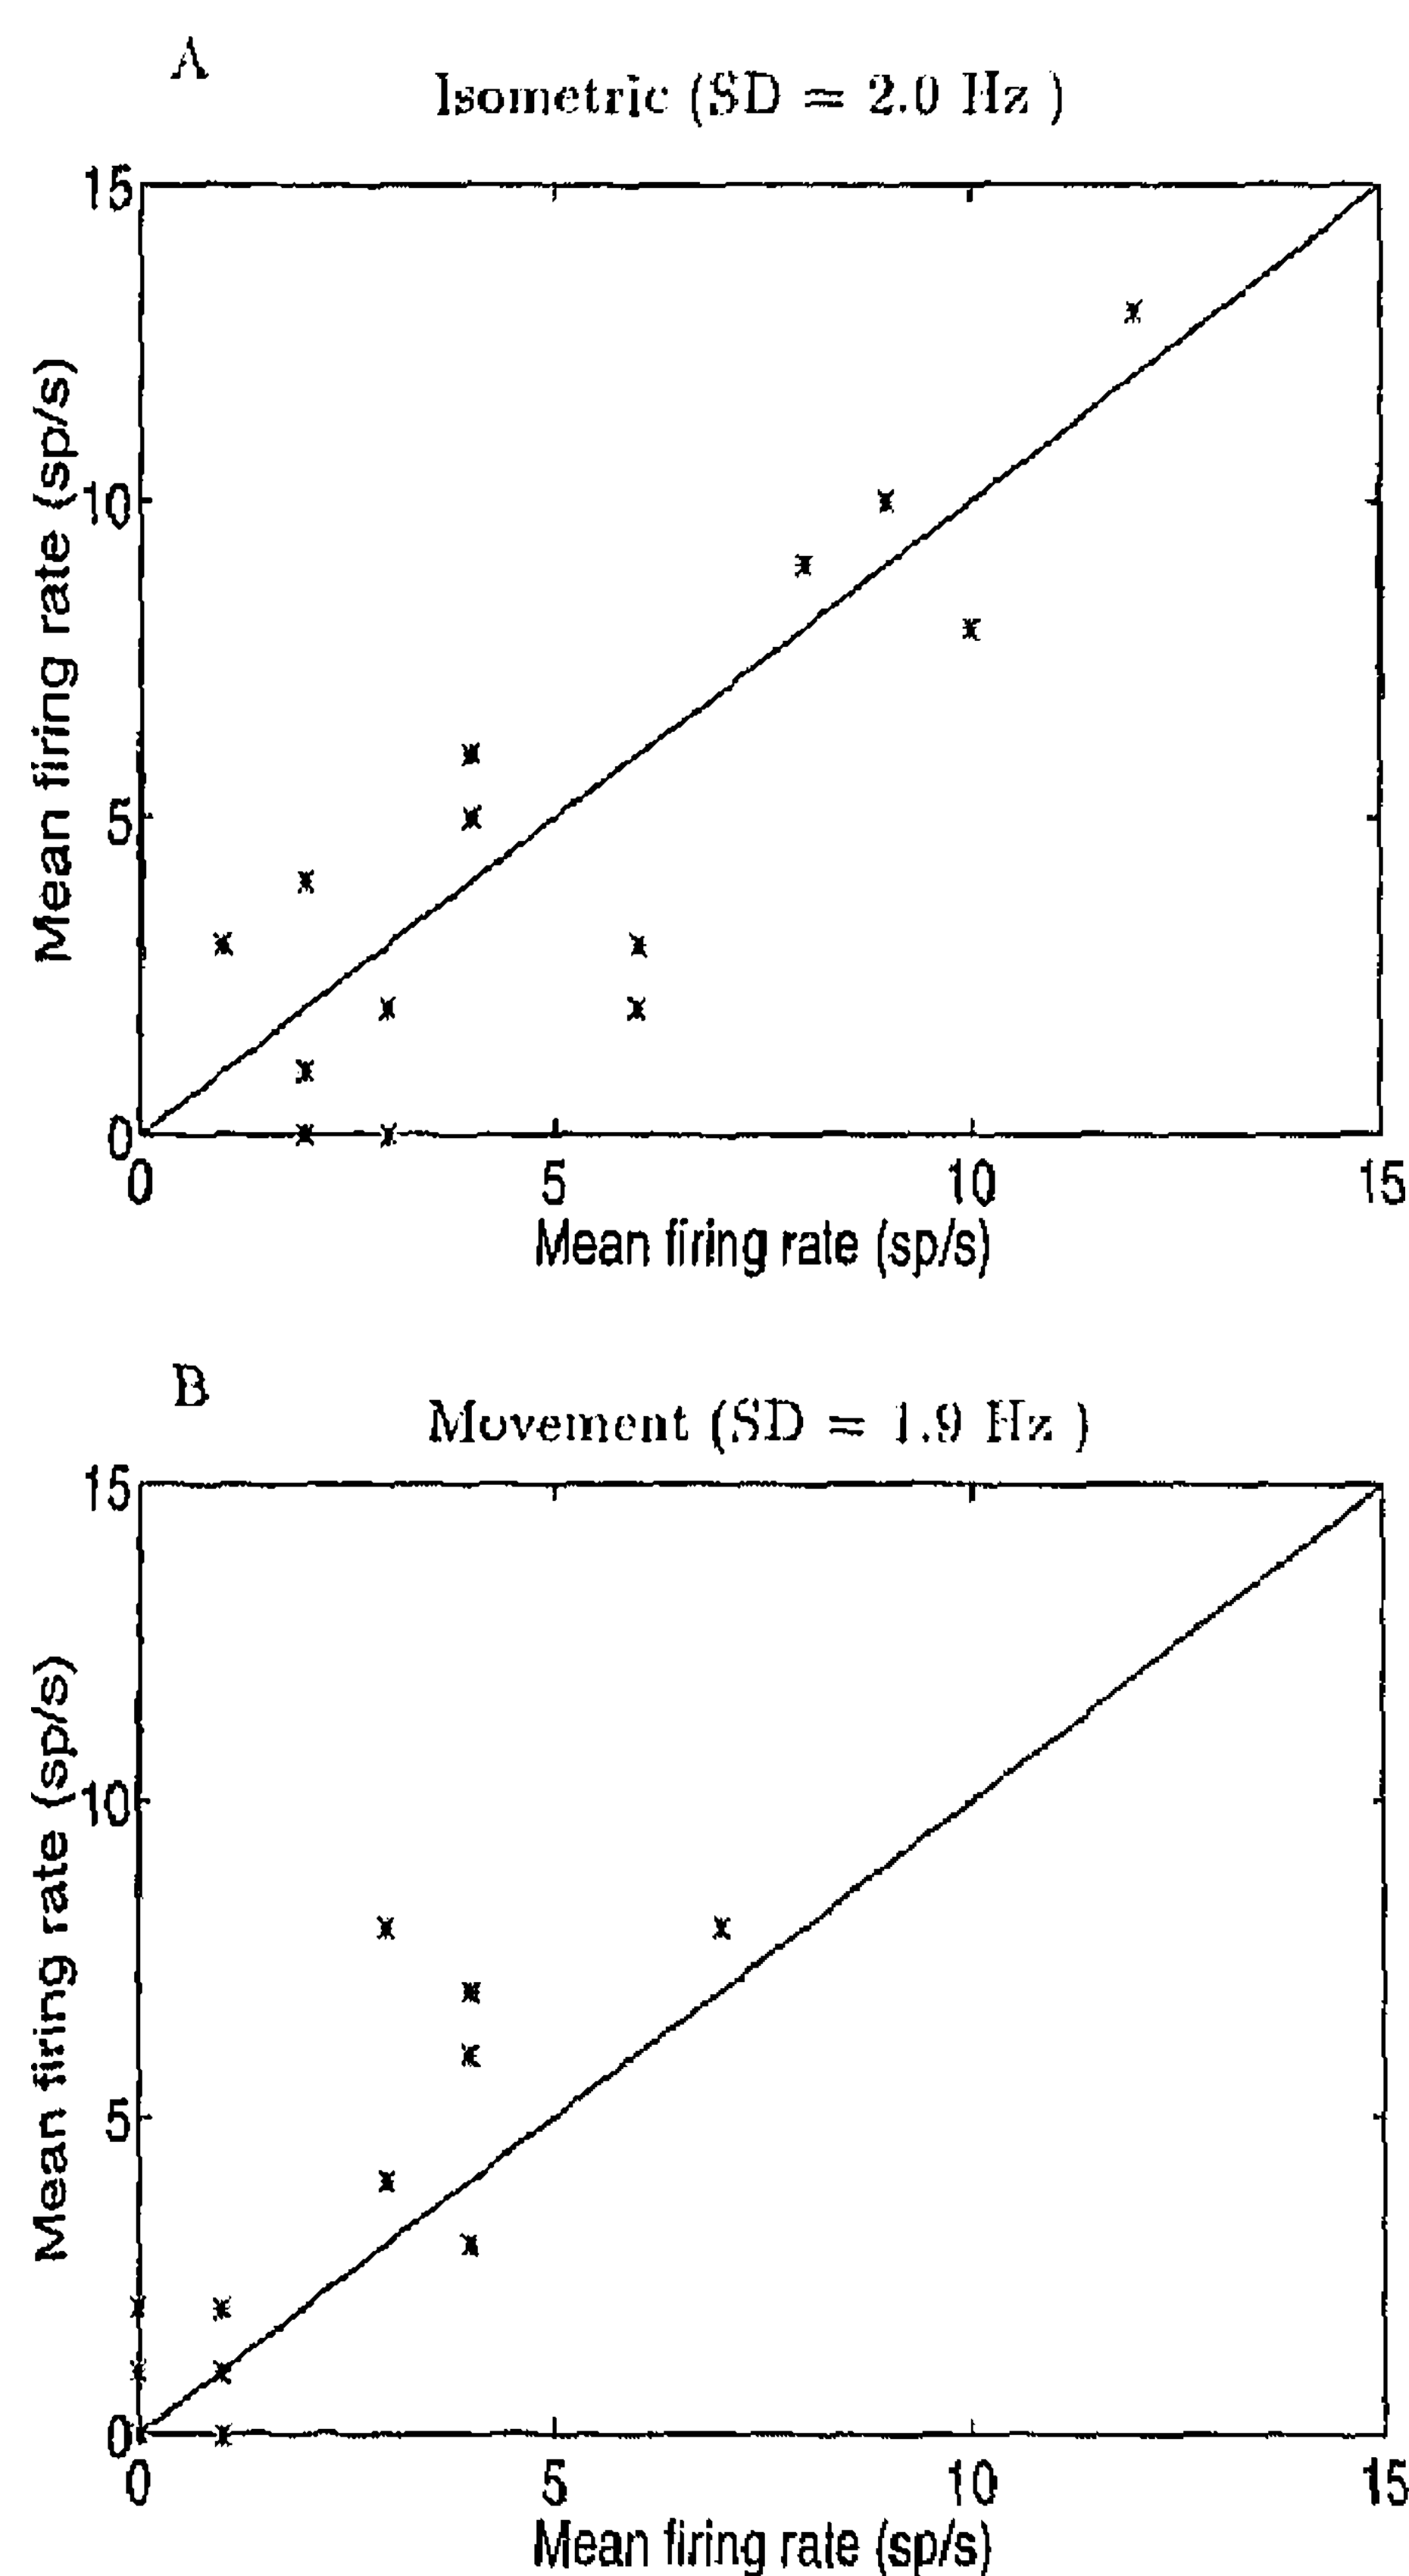 A
Isometric (SD = 2.0 Hz )
15
10
5
0
0 5 10 15
Mean firing rate (sp/s)
Mean firing rate (sp/s)
B
Movement (SD = 1.9 Hz )
15
10
5
0
0 5 10 15
Mean firing rate (sp/s)
Mean firing rate (sp/s)